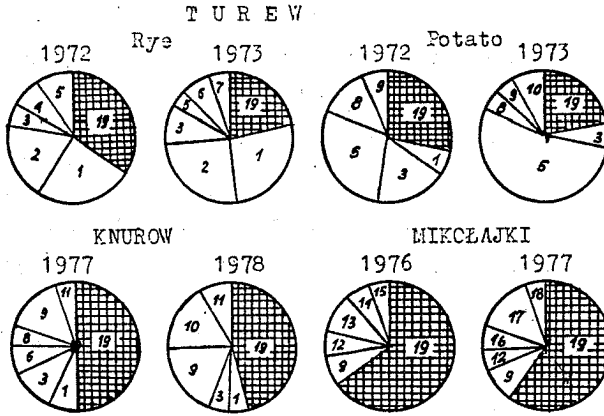 T U R E W
Rye Potato
1972 1973 1972 1973
19 1 2 3 4 5
19 1 2 3 5 6 7
19 1 3 5 8 9
19 3 5 8 9 10
KNUROW MIKOŁAJKI
1977 1978 1976 1977
19 1 3 6 8 9 11
19 1 3 9 10 11
19 9 12 13 14 15
19 9 12 16 17 18